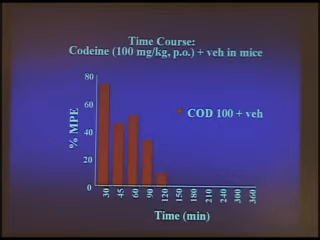 Time Course:
Codeine (100 mg/kg, p.o.) + veh in mice
80
60
40
20
0
% MPE
COD 100 + veh
30 45 60 90 120 150 180 210 240 300 360
Time (min)